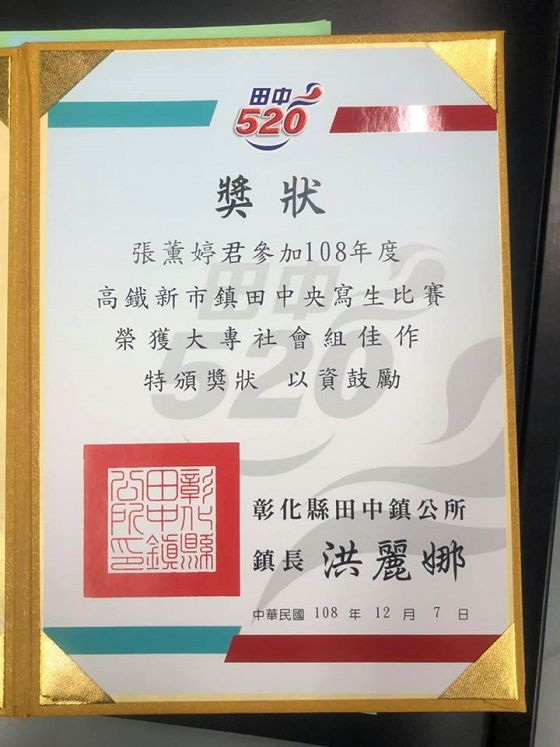 田中
520
獎狀
張薰婷君參加108年度
高鐵新市鎮田中央寫生比賽
榮獲大專社會組佳作
特頒獎狀 以資鼓勵
田中
520
彰化縣
田中鎮
公所印
彰化縣田中鎮公所
鎮長 洪麗娜
中華民國 108 年 12 月 7 日